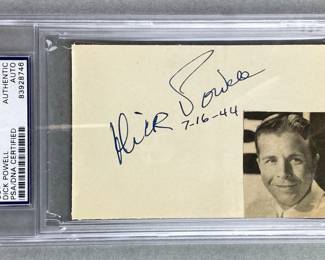 DICK POWELL
AUTHENTIC AUTO
PSA/DNA CERTIFIED
83928746
Dick Powell
7-16-44